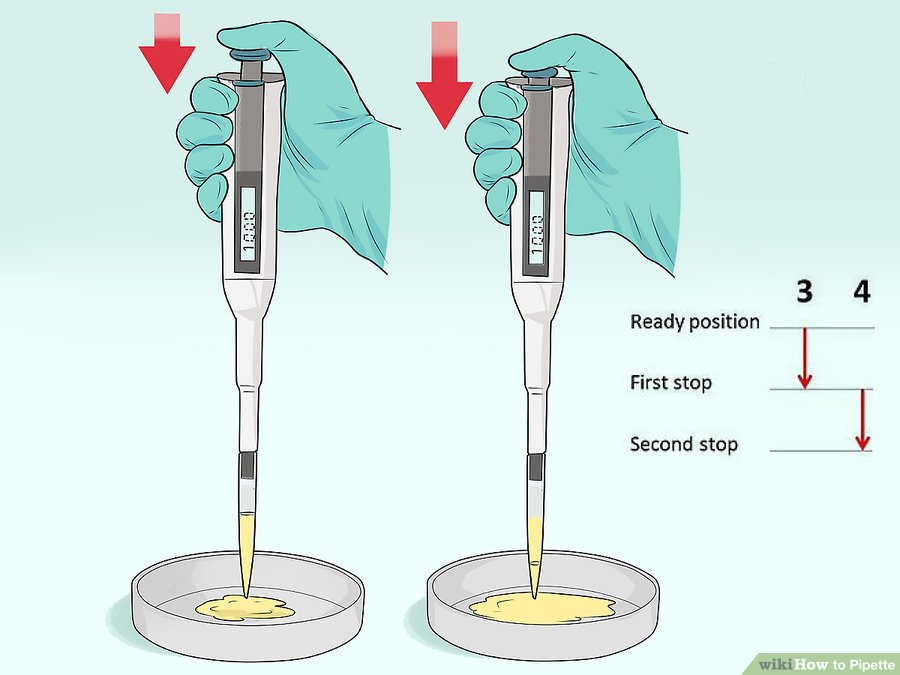 1000
1000
3 4
Ready position
First stop
Second stop
wikiHow to Pipette